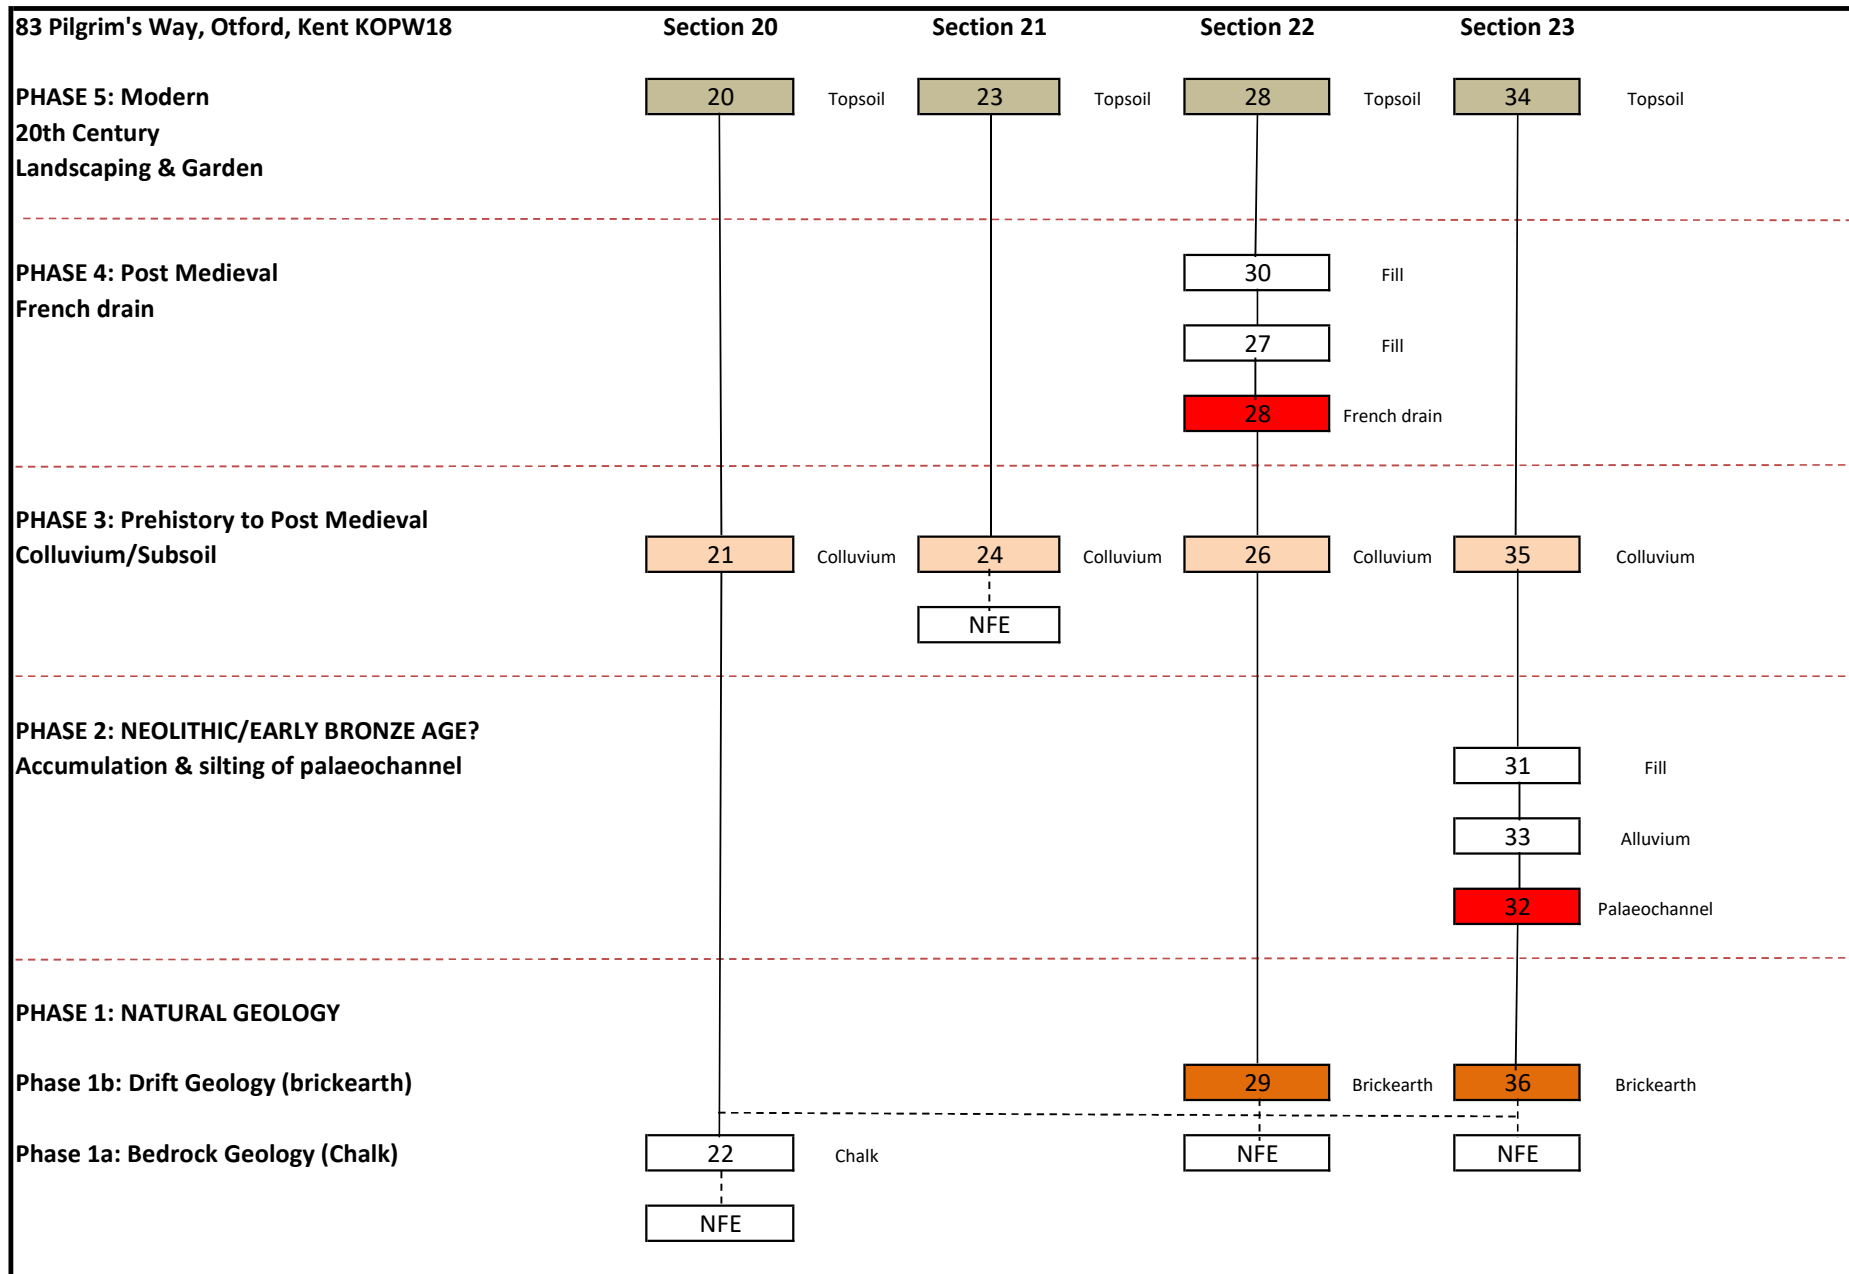 83 Pilgrim's Way, Otford, Kent KOPW18 Section 20 Section 21 Section 22 Section 23
PHASE 5: Modern 20 Topsoil 23 Topsoil 28 Topsoil 34 Topsoil
20th Century
Landscaping & Garden
PHASE 4: Post Medieval 30 Fill
French drain
27 Fill
28 French drain
PHASE 3: Prehistory to Post Medieval
Colluvium/Subsoil 21 Colluvium 24 Colluvium 26 Colluvium 35 Colluvium
NFE
PHASE 2: NEOLITHIC/EARLY BRONZE AGE?
Accumulation & silting of palaeochannel 31 Fill
33 Alluvium
32 Palaeochannel
PHASE 1: NATURAL GEOLOGY
Phase 1b: Drift Geology (brickearth) 29 Brickearth 36 Brickearth
Phase 1a: Bedrock Geology (Chalk) 22 Chalk NFE NFE
NFE